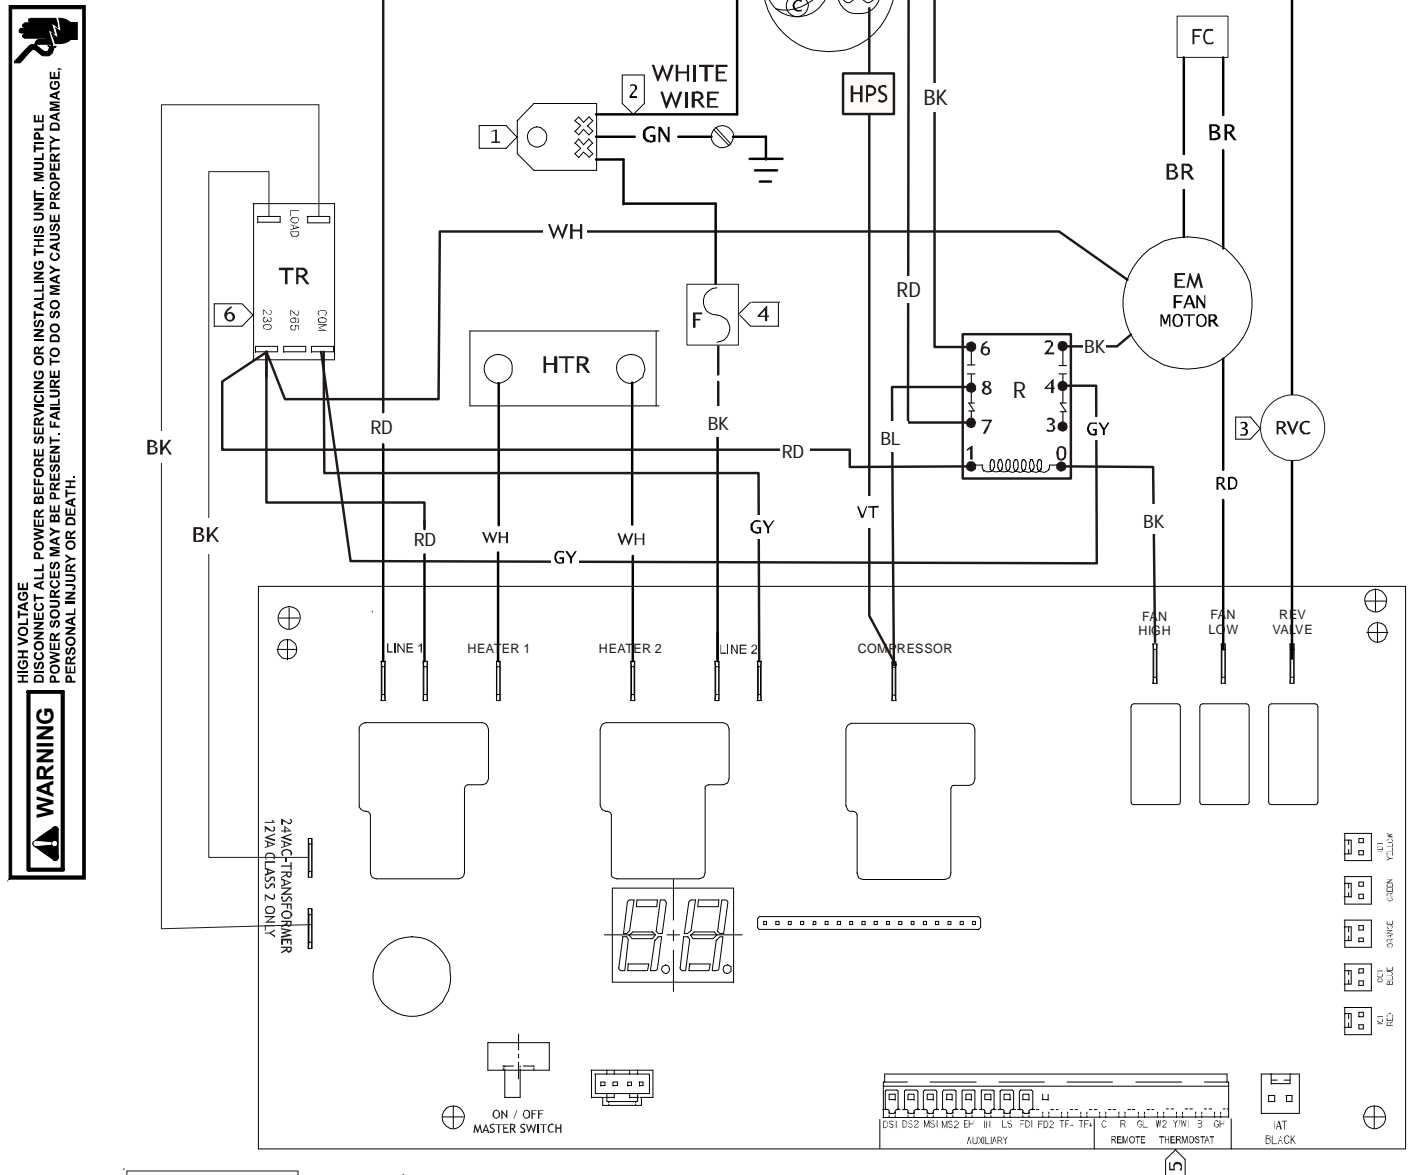 HIGH VOLTAGE
DISCONNECT ALL POWER BEFORE SERVICING OR INSTALLING THIS UNIT. MULTIPLE
POWER SOURCES MAY BE PRESENT. FAILURE TO DO SO MAY CAUSE PROPERTY DAMAGE,
PERSONAL INJURY OR DEATH.
WARNING
C
FC
HPS
BK
2
WHITE
WIRE
1
GN
BR
BR
LOAD
TR
6
230
265
COM
WH
F
4
RD
EM
FAN
MOTOR
HTR
6
2
BK
8
R
4
7
3
GY
1
0
3
RVC
BK
RD
BK
BL
RD
RD
BK
RD
WH
WH
GY
VT
BK
GY
LINE 1
HEATER 1
HEATER 2
LINE 2
COMPRESSOR
FAN
HIGH
FAN
LOW
REV
VALVE
24VAC-TRANSFORMER
12VA CLASS 2 ONLY
YELLOW
GREEN
ORANGE
BLUE
RED
ON / OFF
MASTER SWITCH
DS1 DS2 MS1 MS2 EH IN LS FD1 FD2 TF- TF+ C R GL W2 Y/W1 B GH
AUXILIARY
REMOTE THERMOSTAT
IAT
BLACK
5